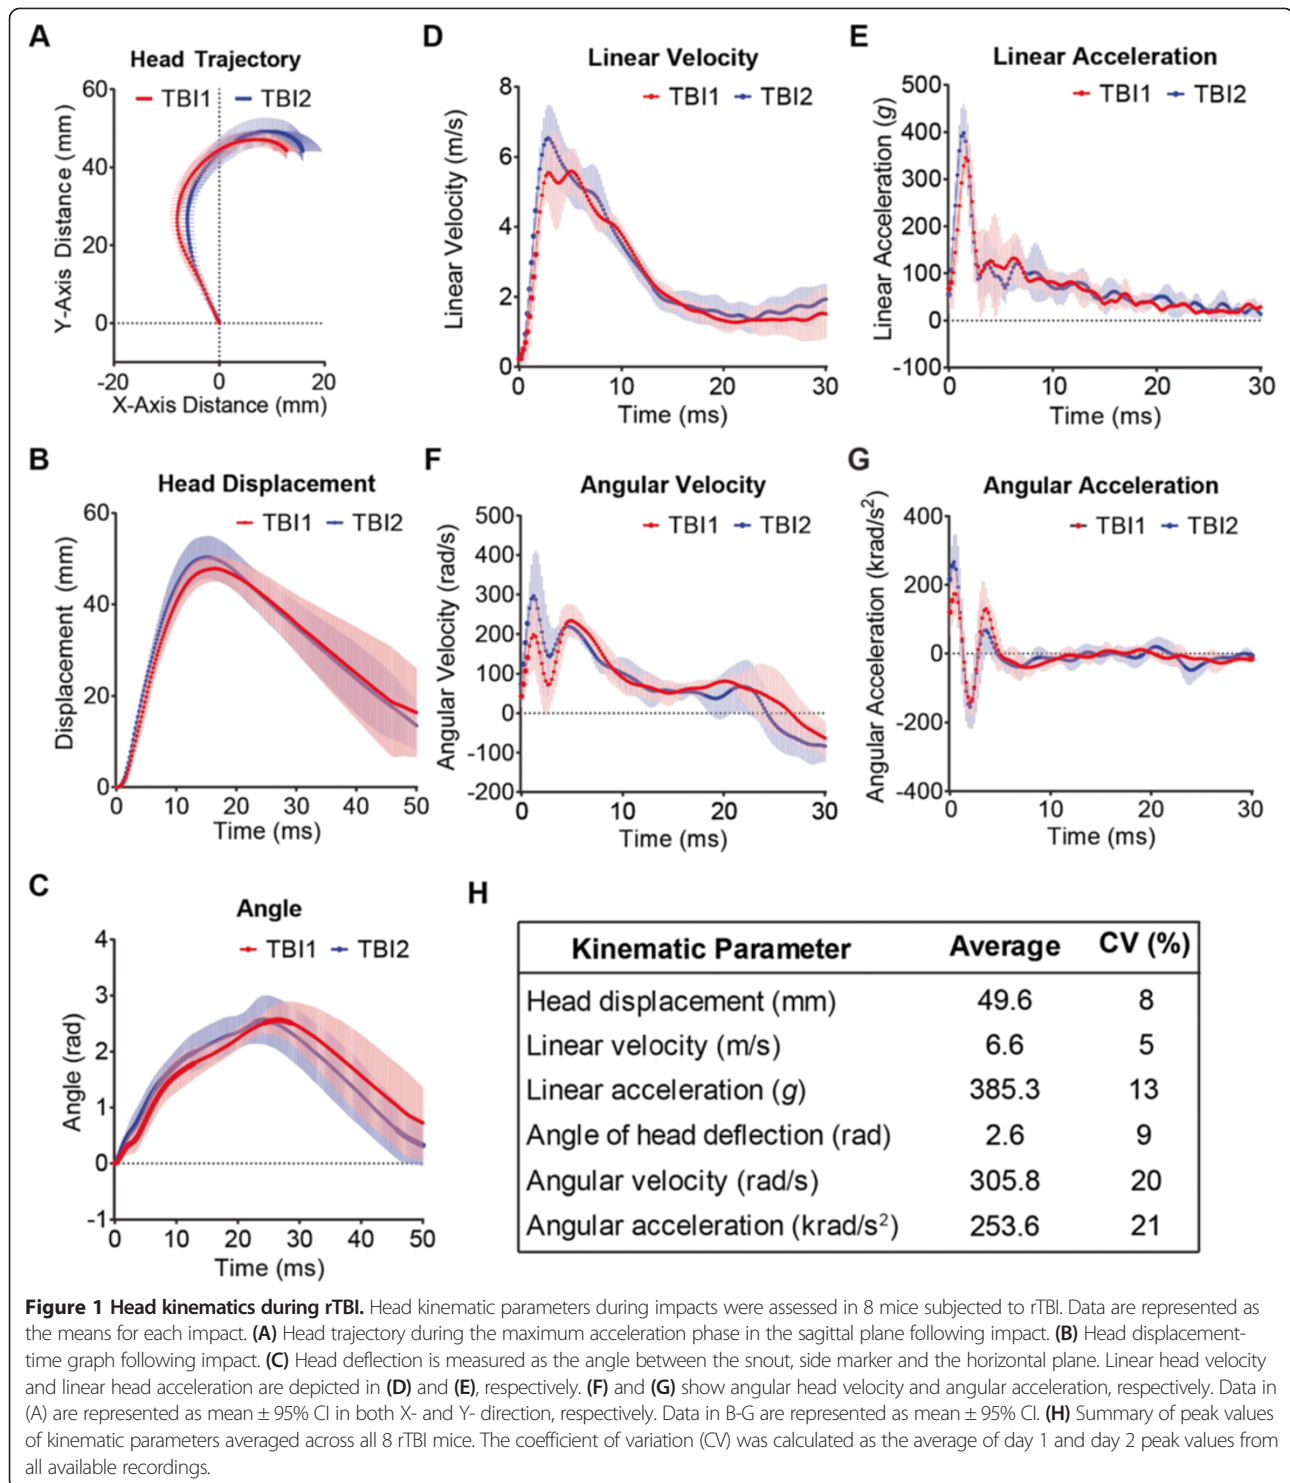 A
Head Trajectory
TBI1 TBI2
60
40
20
0
-20 0 20
Y-Axis Distance (mm)
X-Axis Distance (mm)
B
Head Displacement
TBI1 TBI2
60
40
20
0
0 10 20 30 40 50
Displacement (mm)
Time (ms)
C
Angle
TBI1 TBI2
4
3
2
1
0
-1
0 10 20 30 40 50
Angle (rad)
Time (ms)
D
Linear Velocity
TBI1 TBI2
8
6
4
2
0
0 10 20 30
Linear Velocity (m/s)
Time (ms)
E
Linear Acceleration
TBI1 TBI2
500
400
300
200
100
0
-100
0 10 20 30
Linear Acceleration (g)
Time (ms)
F
Angular Velocity
TBI1 TBI2
500
400
300
200
100
0
-100
-200
0 10 20 30
Angular Velocity (rad/s)
Time (ms)
G
Angular Acceleration
TBI1 TBI2
400
200
0
-200
-400
0 10 20 30
Angular Acceleration (krad/s²)
Time (ms)
H
Kinematic Parameter Average CV (%)
Head displacement (mm) 49.6 8
Linear velocity (m/s) 6.6 5
Linear acceleration (g) 385.3 13
Angle of head deflection (rad) 2.6 9
Angular velocity (rad/s) 305.8 20
Angular acceleration (krad/s²) 253.6 21
Figure 1 Head kinematics during rTBI. Head kinematic parameters during impacts were assessed in 8 mice subjected to rTBI. Data are represented as
the means for each impact. (A) Head trajectory during the maximum acceleration phase in the sagittal plane following impact. (B) Head displacement-
time graph following impact. (C) Head deflection is measured as the angle between the snout, side marker and the horizontal plane. Linear head velocity
and linear head acceleration are depicted in (D) and (E), respectively. (F) and (G) show angular head velocity and angular acceleration, respectively. Data in
(A) are represented as mean ± 95% CI in both X- and Y- direction, respectively. Data in B-G are represented as mean ± 95% CI. (H) Summary of peak values
of kinematic parameters averaged across all 8 rTBI mice. The coefficient of variation (CV) was calculated as the average of day 1 and day 2 peak values from
all available recordings.